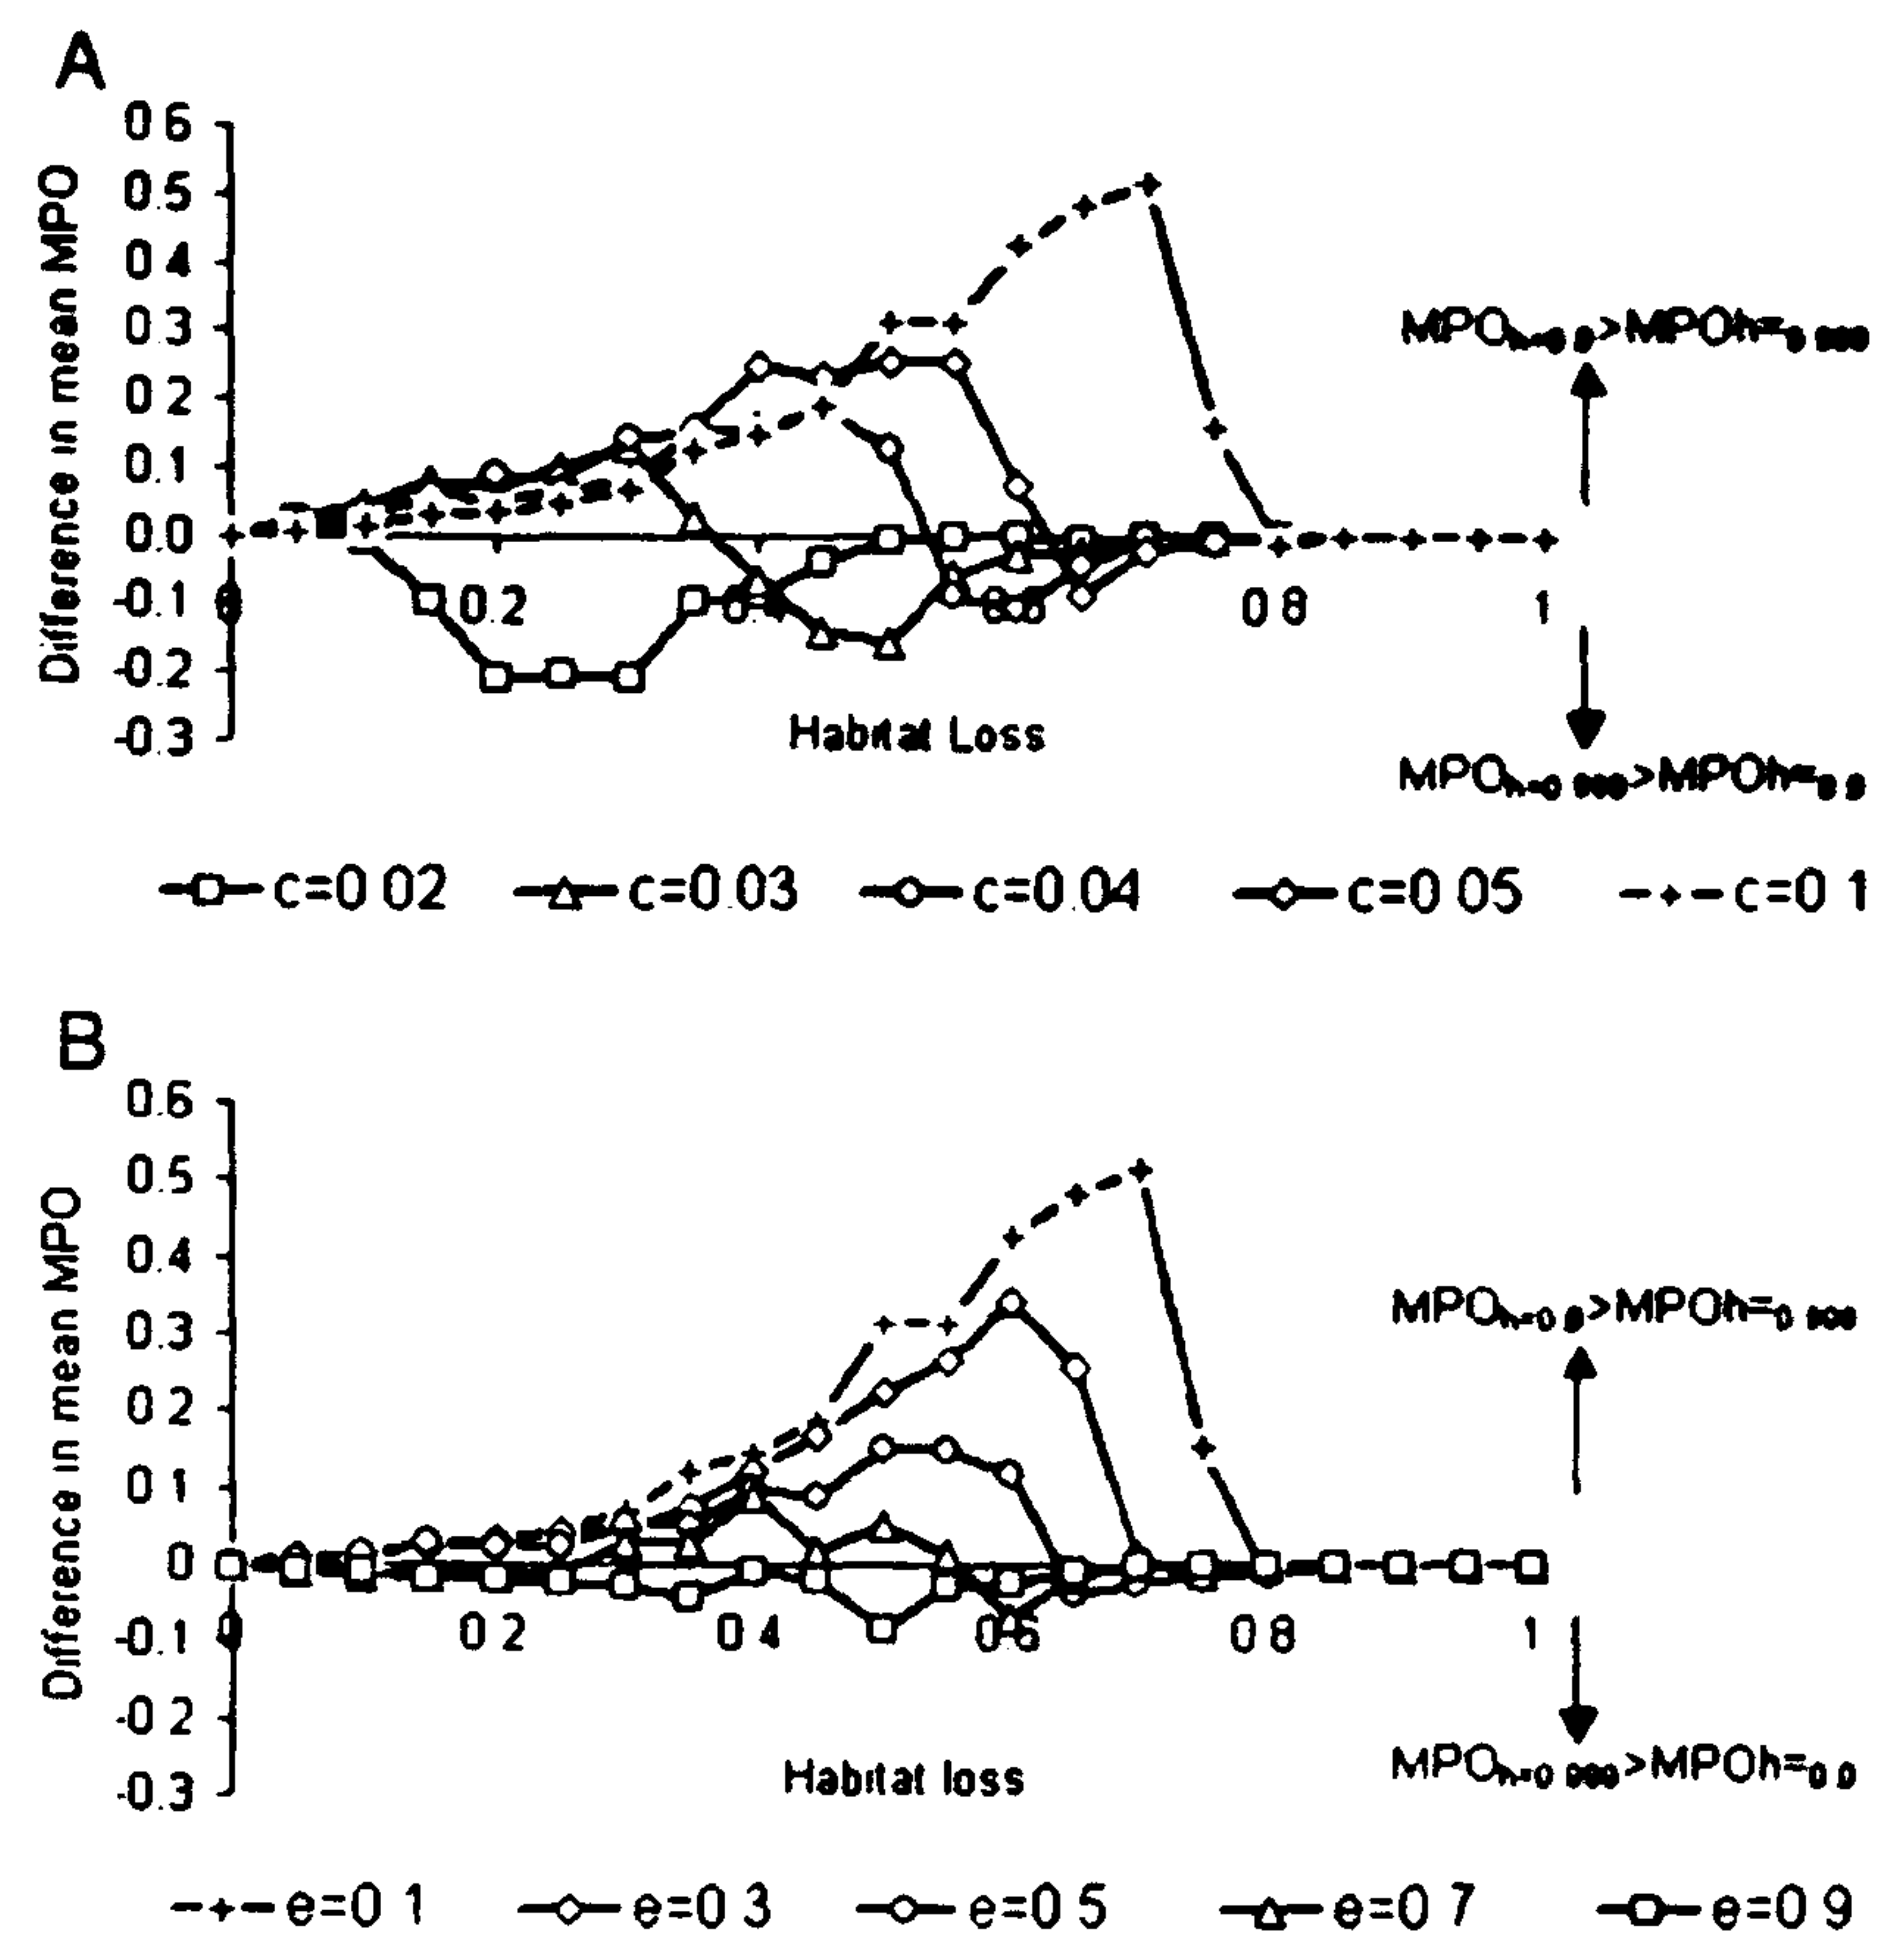 A
0 6
0.5
0 4
0 3
0 2
0.1
0.0
-0.1
-0.2
-0.3
Difference in mean MPO
0.2
0 8
1
Habitat Loss
c=0 02
c=0.03
c=0.04
c=0 05
c=0 1
B
0.6
0.5
0.4
0.3
0 2
0 1
0
-0.1
-0 2
-0.3
Difference in mean MPO
0 2
0 4
0 8
1
Habitat loss
e=0 1
e=0 3
e=0 5
e=0 7
e=0 9